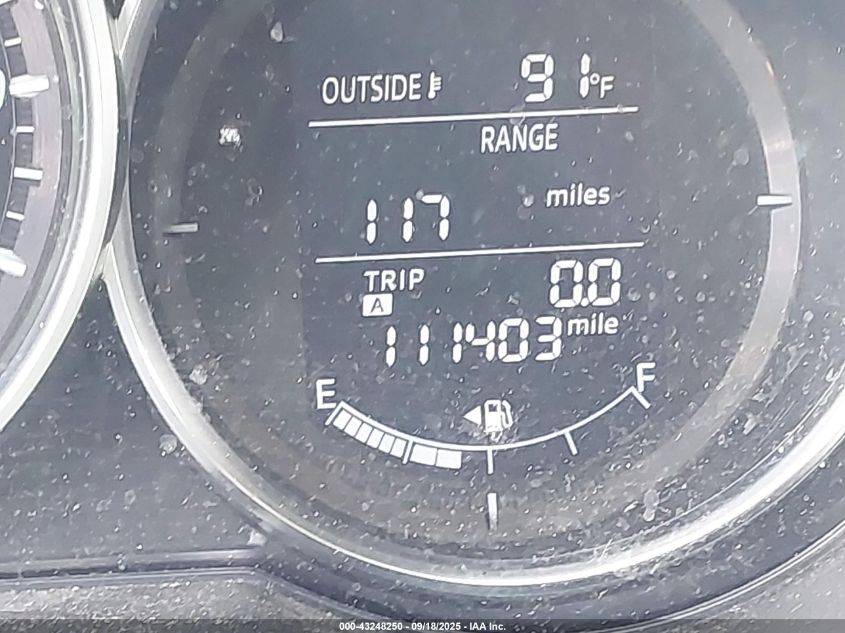 OUTSIDE 91°F
RANGE
117 miles
TRIP A 0.0
111403 mile
E F
000-43248250 - 09/18/2025 - IAA Inc.